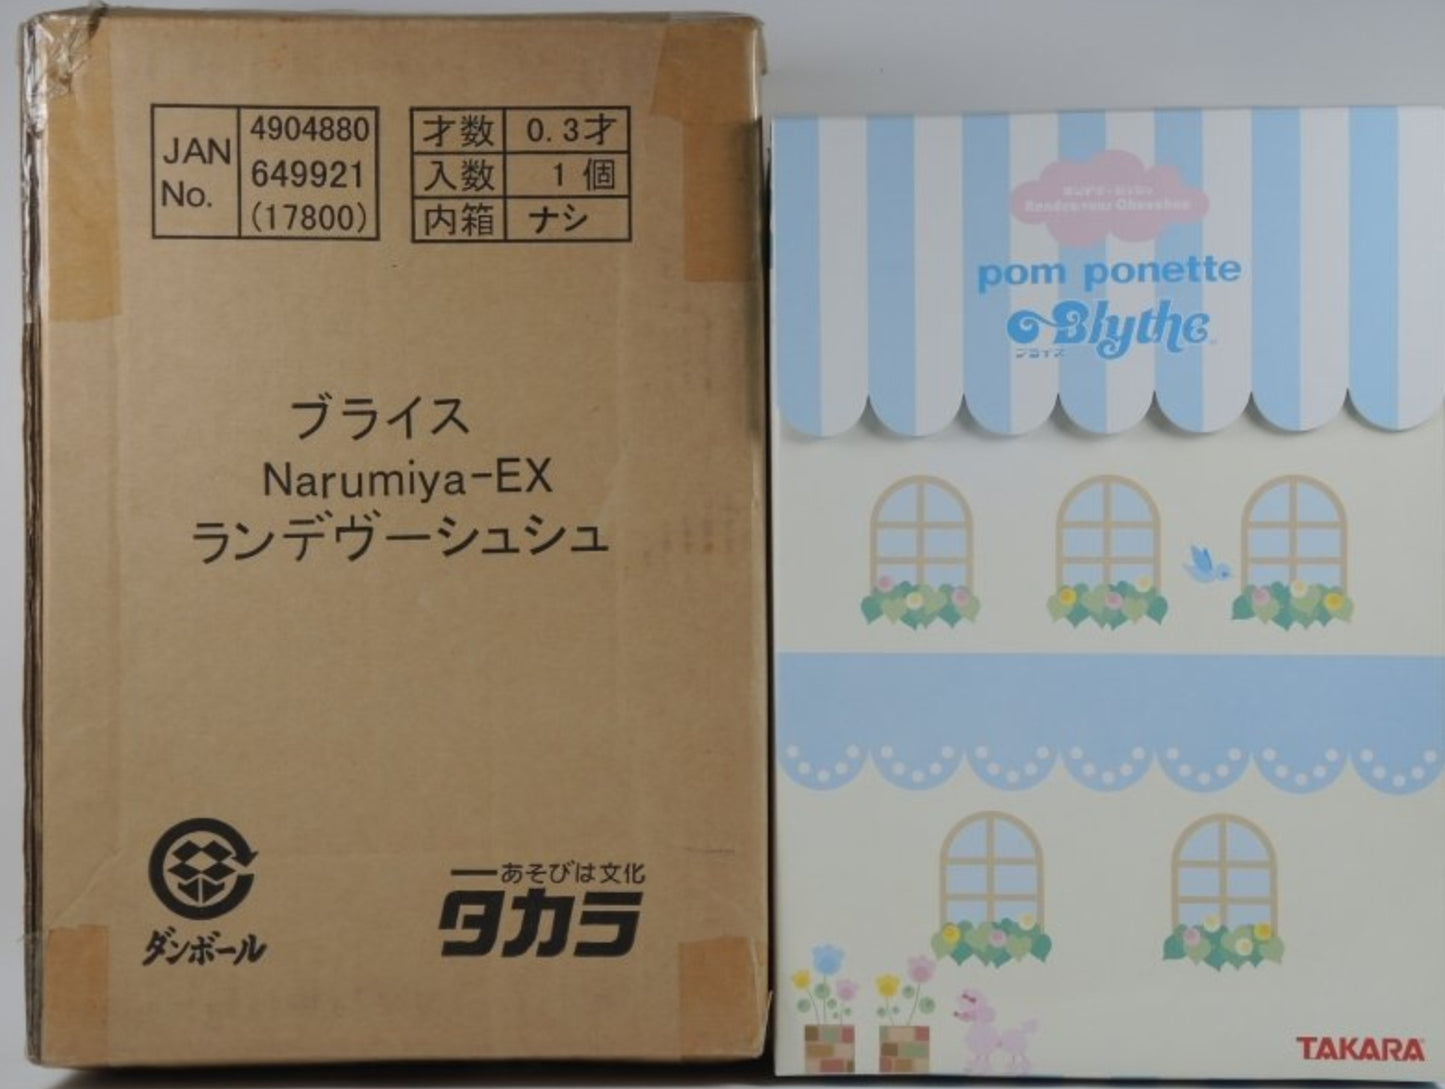 JAN No.
4904880
649921
(17800)
才数 0.3才
入数 1個
内箱 ナシ
ブライス
Narumiya-EX
ランデヴーシュシュ
ダンボール
あそびは文化
タカラ
Rendez-vous Chouchou
pom ponette
Blythe
ブライス
TAKARA